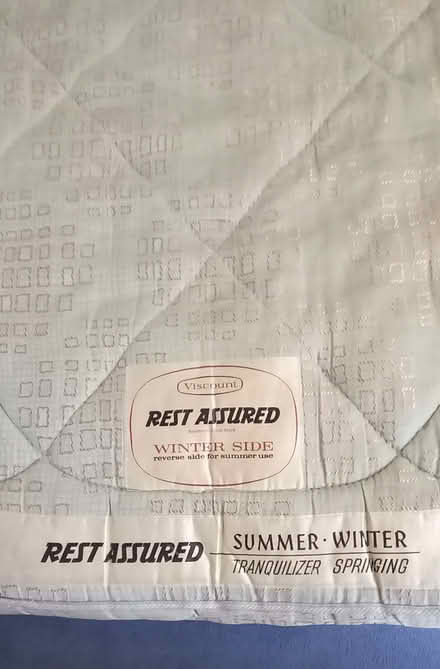 Viscount
REST ASSURED
WINTER SIDE
reverse side for summer use
REST ASSURED
SUMMER · WINTER
TRANQUILIZER SPRINGING